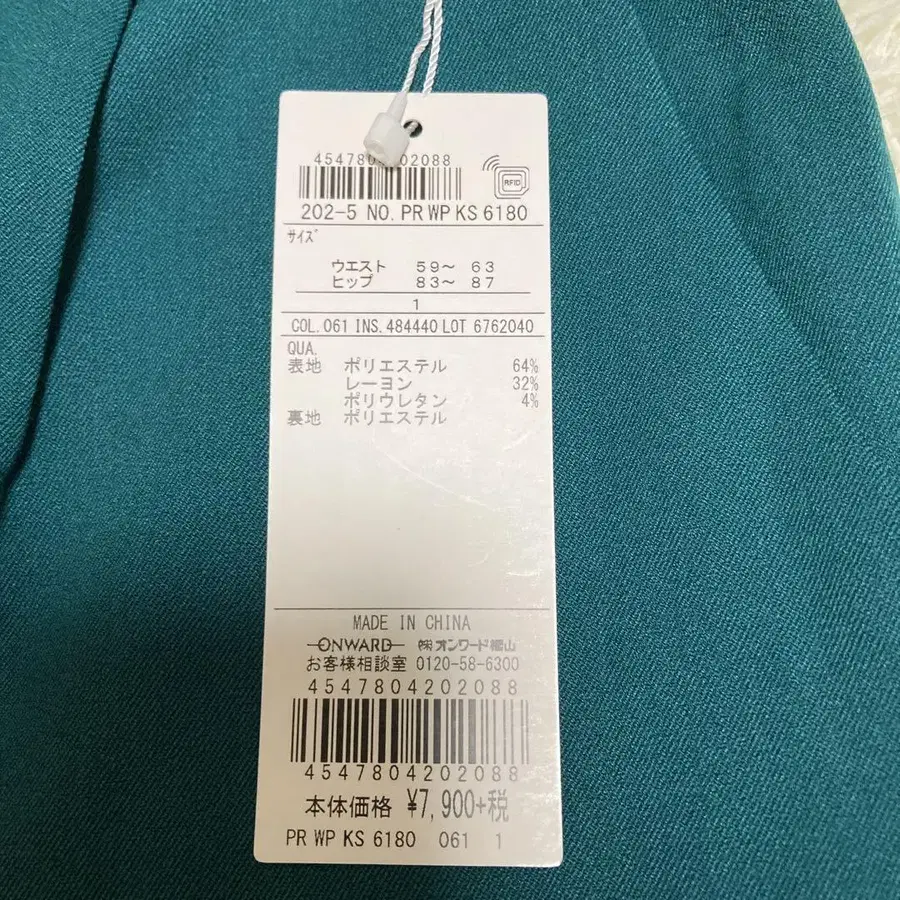 4547804202088
RFID
202-5 NO. PR WP KS 6180
サイズ
ウエスト 59~ 63
ヒップ 83~ 87
1
COL. 061 INS. 484440 LOT 6762040
QUA.
表地 ポリエステル 64%
レーヨン 32%
ポリウレタン 4%
裏地 ポリエステル
MADE IN CHINA
ONWARD ㈱オンワード樫山
お客様相談室 0120-58-6300
4547804202088
4547804202088
本体価格 ¥7,900+税
PR WP KS 6180 061 1